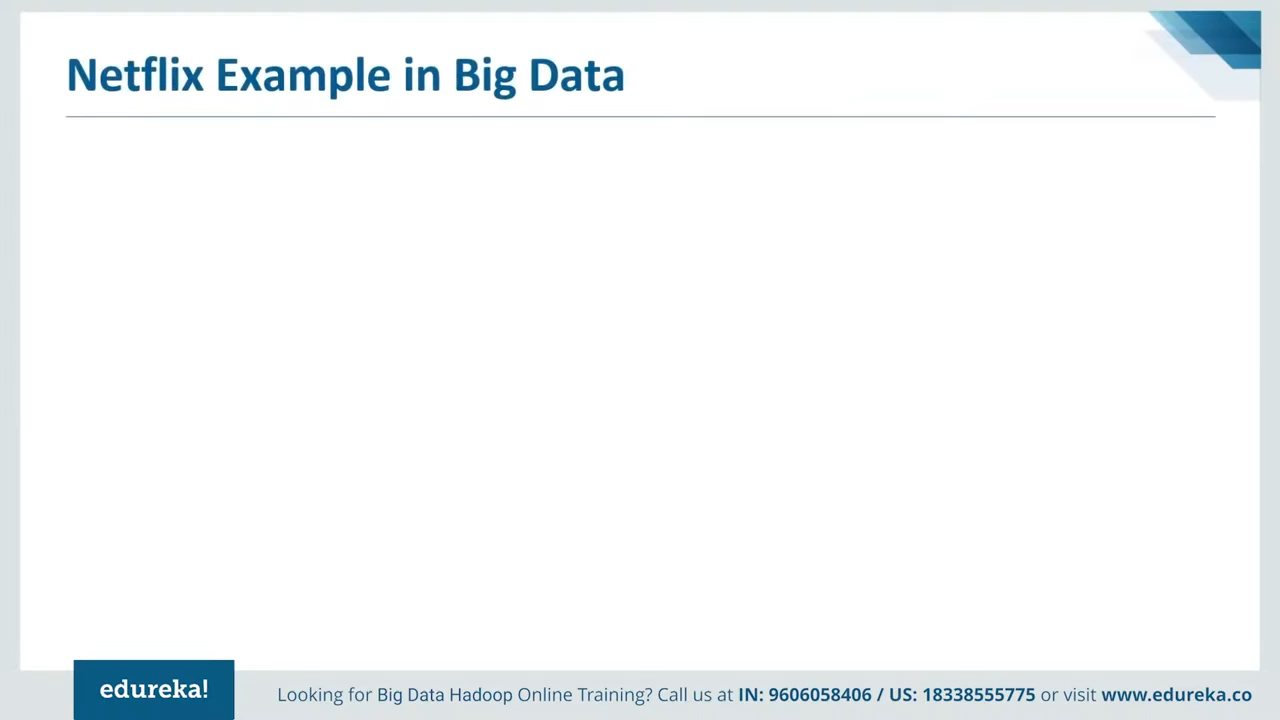 Netflix Example in Big Data
edureka!
Looking for Big Data Hadoop Online Training? Call us at IN: 9606058406 / US: 18338555775 or visit www.edureka.co